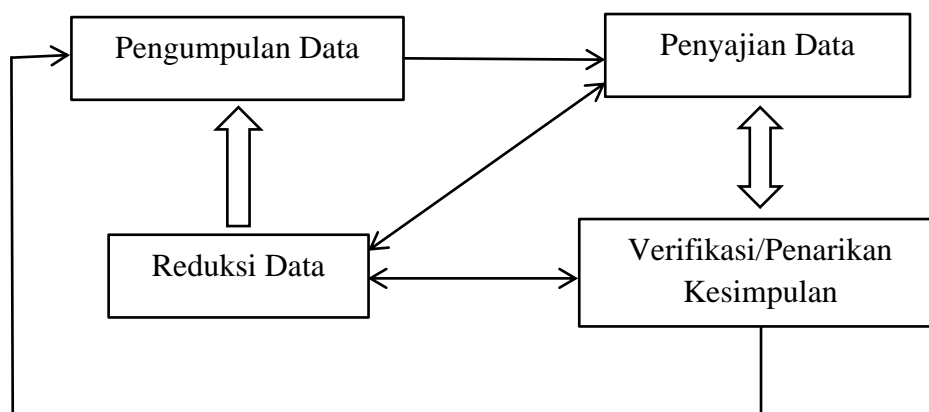 Pengumpulan Data
Penyajian Data
Reduksi Data
Verifikasi/Penarikan
Kesimpulan